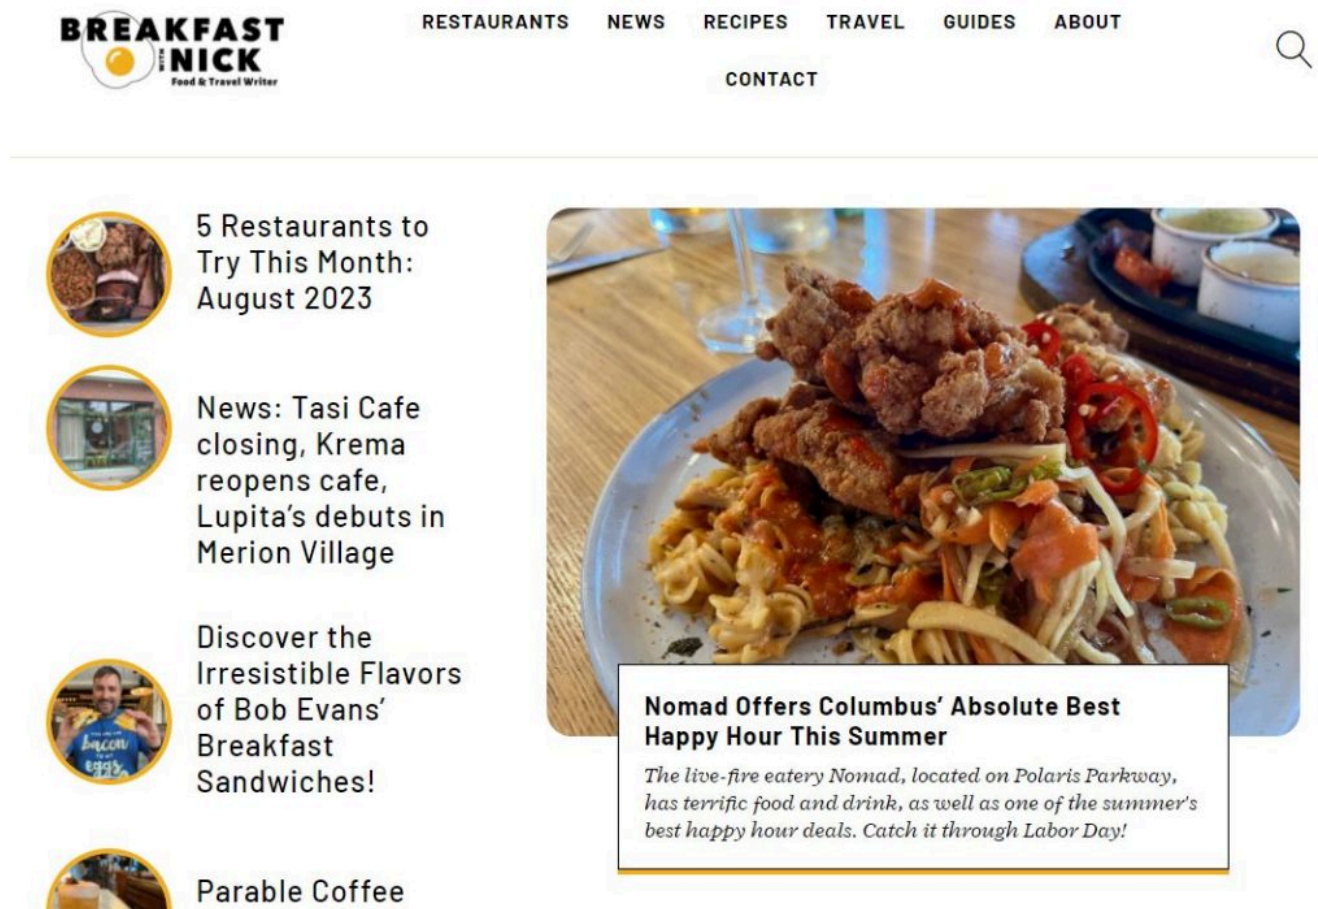 BREAKFAST
WITH NICK
Food & Travel Writer
RESTAURANTS NEWS RECIPES TRAVEL GUIDES ABOUT
CONTACT
5 Restaurants to
Try This Month:
August 2023
News: Tasi Cafe
closing, Krema
reopens cafe,
Lupita’s debuts in
Merion Village
Discover the
Irresistible Flavors
of Bob Evans’
Breakfast
Sandwiches!
bacon
eggs
Parable Coffee
Nomad Offers Columbus’ Absolute Best
Happy Hour This Summer
The live-fire eatery Nomad, located on Polaris Parkway,
has terrific food and drink, as well as one of the summer's
best happy hour deals. Catch it through Labor Day!